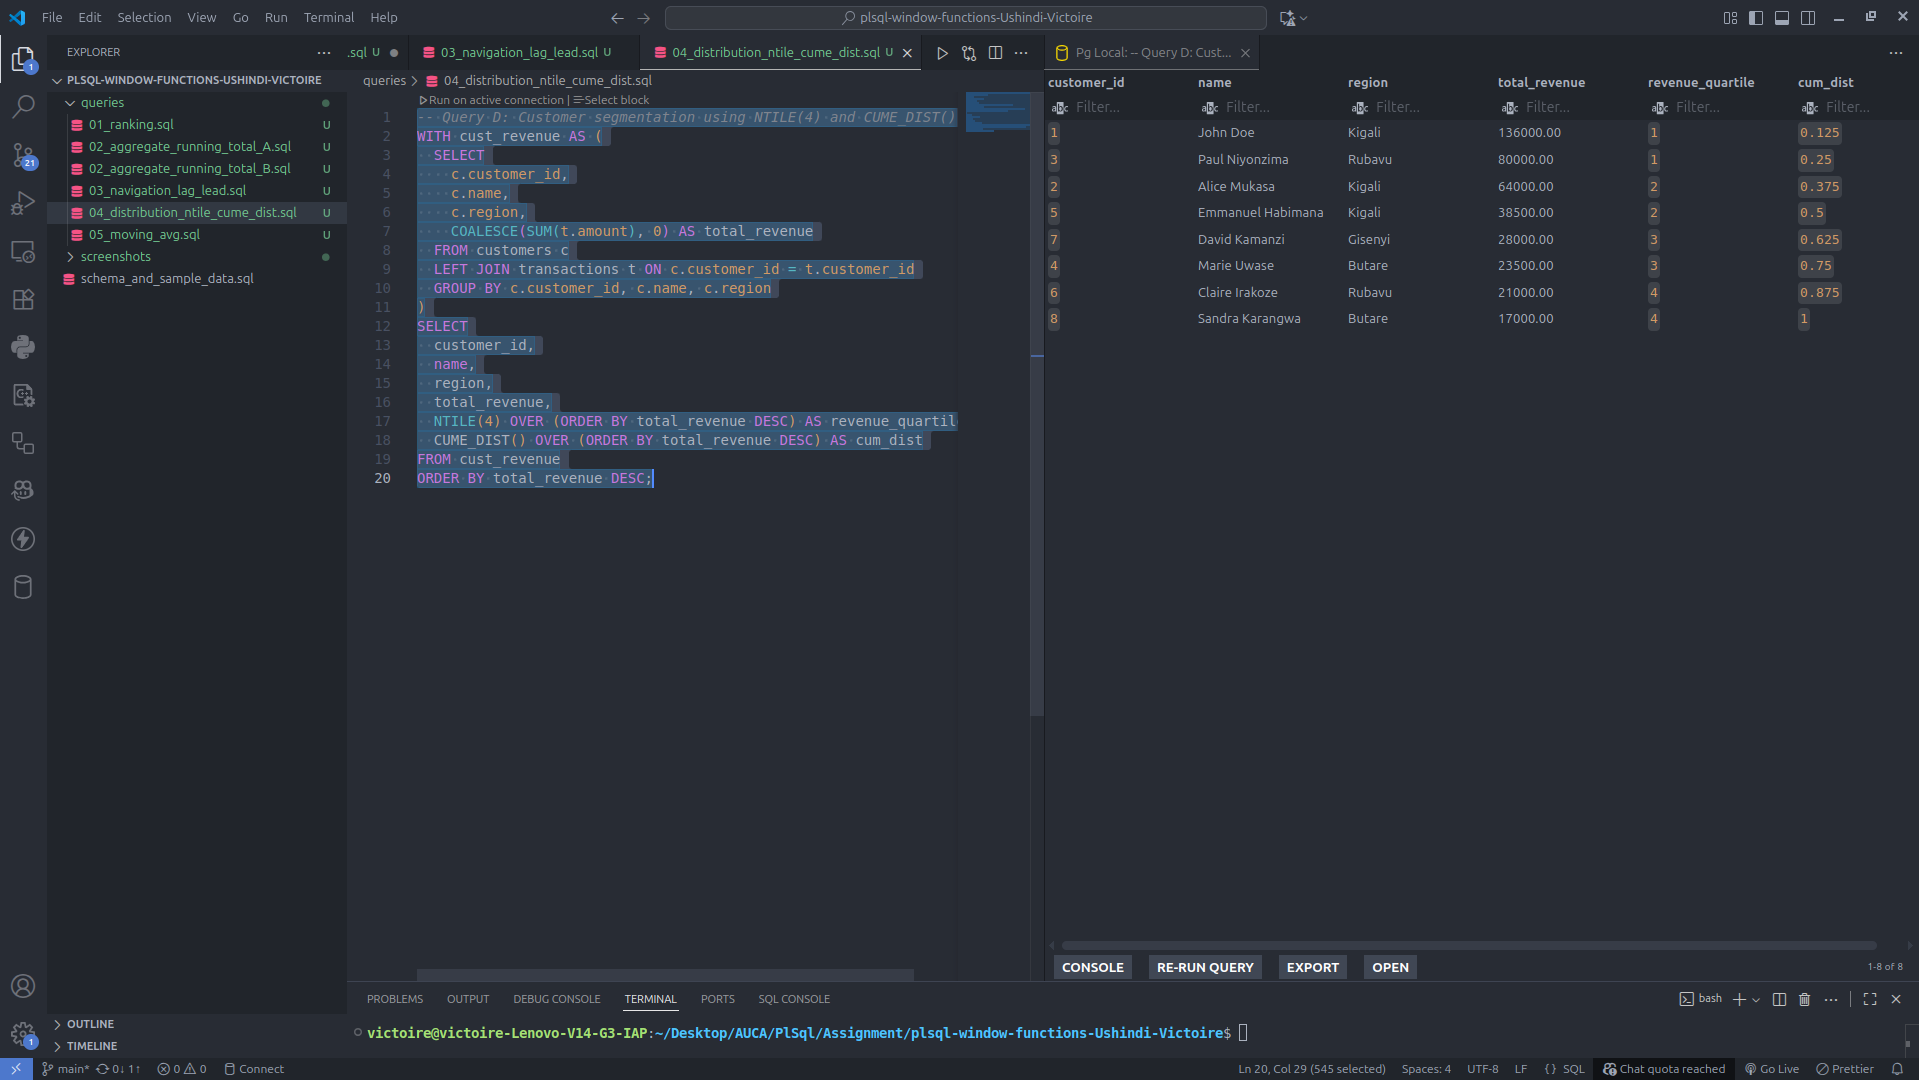 File Edit Selection View Go Run Terminal Help
plsql-window-functions-Ushindi-Victoire
EXPLORER
PLSQL-WINDOW-FUNCTIONS-USHINDI-VICTOIRE
queries
01_ranking.sql U
02_aggregate_running_total_A.sql U
02_aggregate_running_total_B.sql U
03_navigation_lag_lead.sql U
04_distribution_ntile_cume_dist.sql U
05_moving_avg.sql U
screenshots
schema_and_sample_data.sql
OUTLINE
TIMELINE
1
21
1
.sql U
03_navigation_lag_lead.sql U
04_distribution_ntile_cume_dist.sql U
queries > 04_distribution_ntile_cume_dist.sql
Run on active connection | Select block
1 -- Query D: Customer segmentation using NTILE(4) and CUME_DIST()
2 WITH cust_revenue AS (
3 SELECT
4 c.customer_id,
5 c.name,
6 c.region,
7 COALESCE(SUM(t.amount), 0) AS total_revenue
8 FROM customers c
9 LEFT JOIN transactions t ON c.customer_id = t.customer_id
10 GROUP BY c.customer_id, c.name, c.region
11 )
12 SELECT
13 customer_id,
14 name,
15 region,
16 total_revenue,
17 NTILE(4) OVER (ORDER BY total_revenue DESC) AS revenue_quartil
18 CUME_DIST() OVER (ORDER BY total_revenue DESC) AS cum_dist
19 FROM cust_revenue
20 ORDER BY total_revenue DESC;
Pg Local: -- Query D: Cust...
customer_id name region total_revenue revenue_quartile cum_dist
abc Filter... abc Filter... abc Filter... abc Filter... abc Filter... abc Filter...
1 John Doe Kigali 136000.00 1 0.125
3 Paul Niyonzima Rubavu 80000.00 1 0.25
2 Alice Mukasa Kigali 64000.00 2 0.375
5 Emmanuel Habimana Kigali 38500.00 2 0.5
7 David Kamanzi Gisenyi 28000.00 3 0.625
4 Marie Uwase Butare 23500.00 3 0.75
6 Claire Irakoze Rubavu 21000.00 4 0.875
8 Sandra Karangwa Butare 17000.00 4 1
CONSOLE RE-RUN QUERY EXPORT OPEN 1-8 of 8
PROBLEMS OUTPUT DEBUG CONSOLE TERMINAL PORTS SQL CONSOLE
bash
victoire@victoire-Lenovo-V14-G3-IAP:~/Desktop/AUCA/PlSql/Assignment/plsql-window-functions-Ushindi-Victoire$
main* 0↓ 1↑ 0 0 Connect
Ln 20, Col 29 (545 selected) Spaces: 4 UTF-8 LF {} SQL Chat quota reached Go Live Prettier